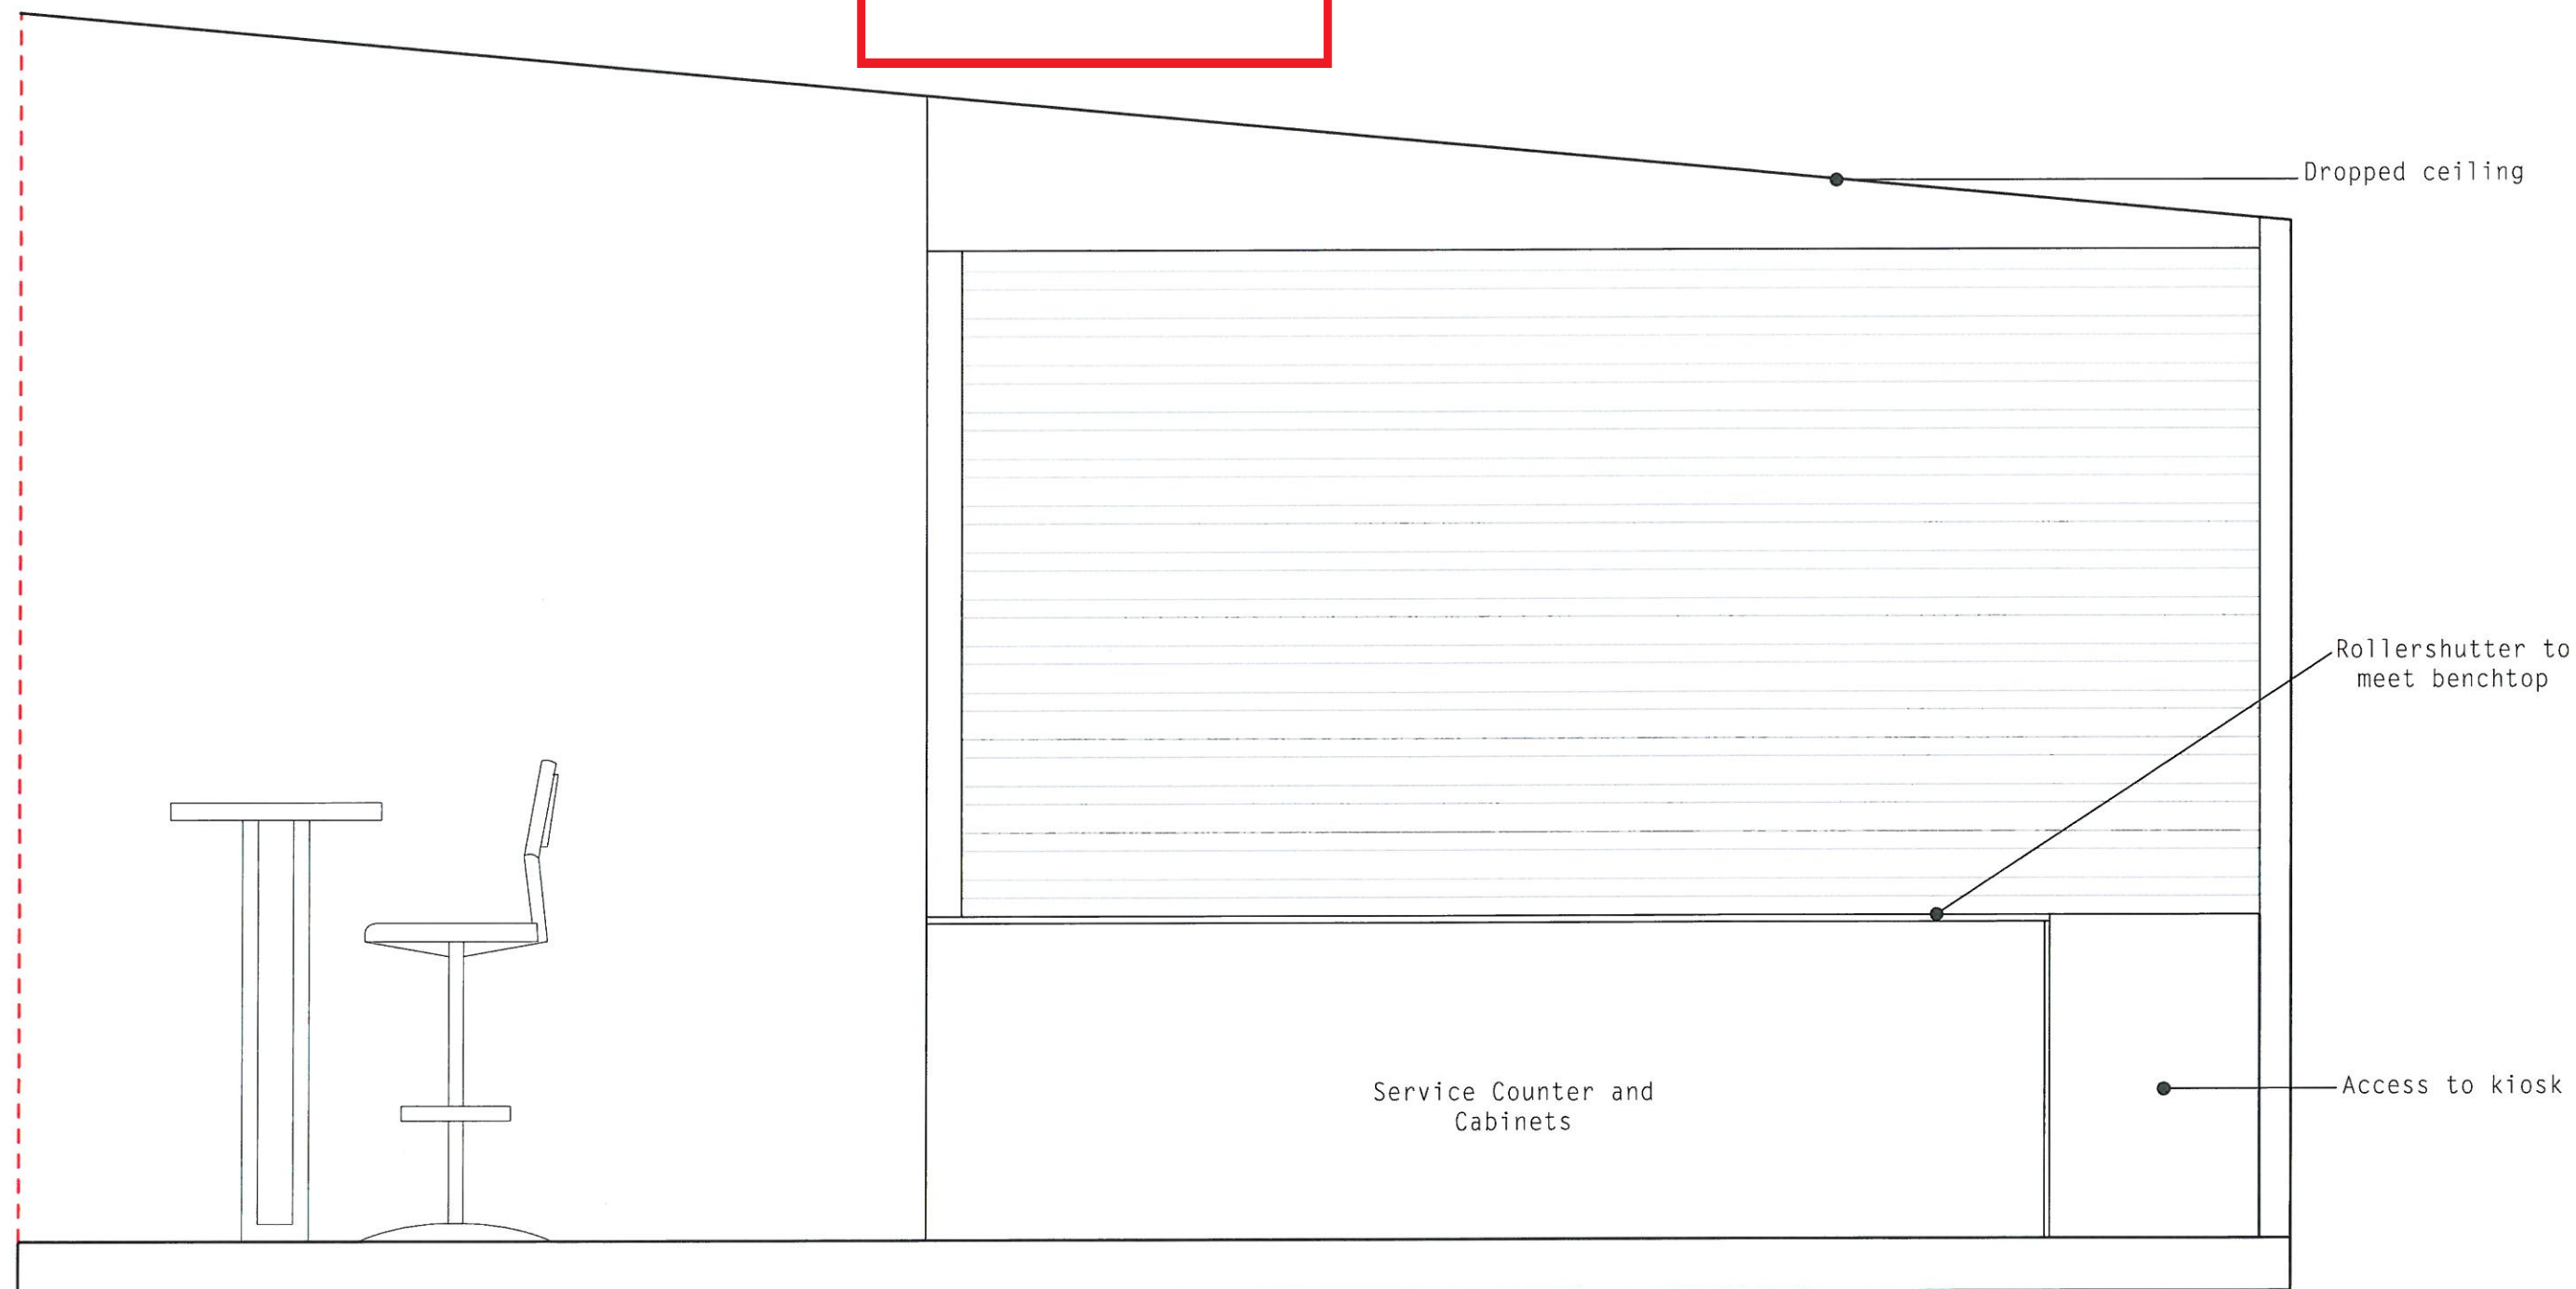 Dropped ceiling
Rollershutter to
meet benchtop
Service Counter and
Cabinets
Access to kiosk